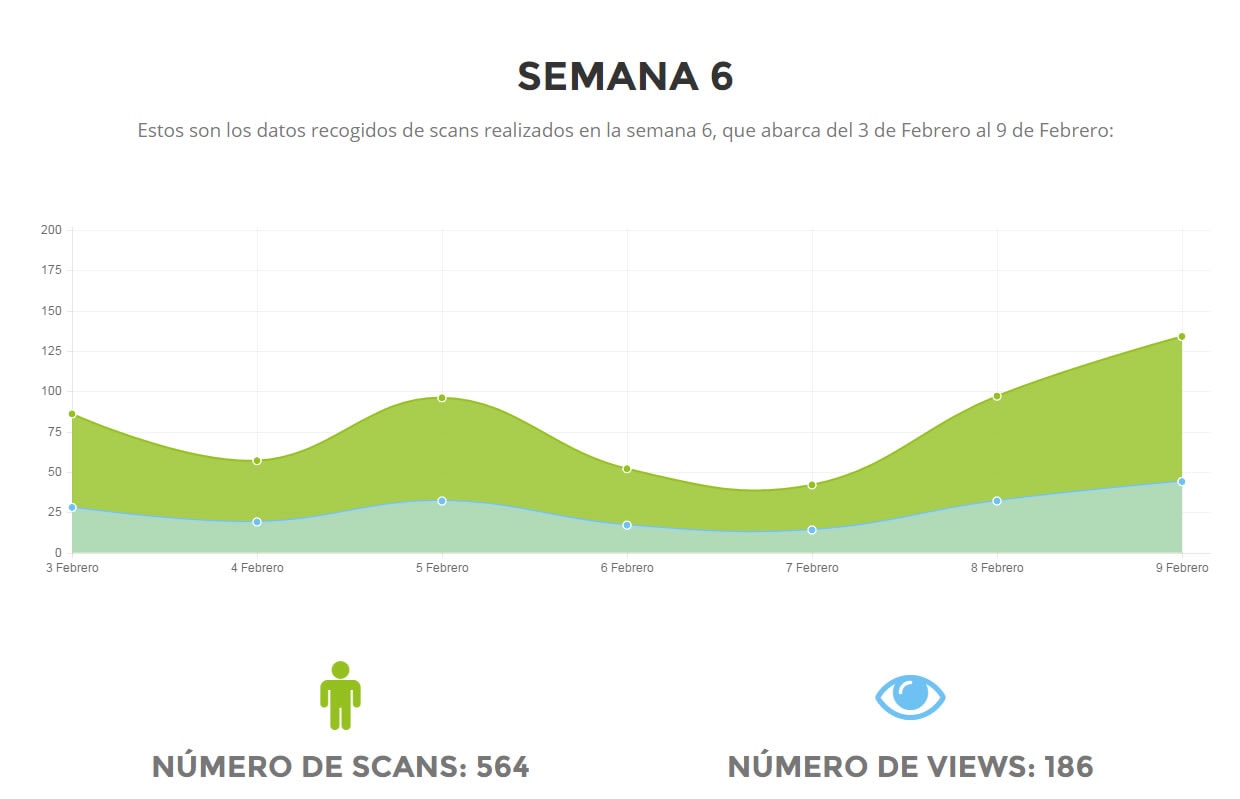 SEMANA 6
Estos son los datos recogidos de scans realizados en la semana 6, que abarca del 3 de Febrero al 9 de Febrero:
200
175
150
125
100
75
50
25
0
3 Febrero 4 Febrero 5 Febrero 6 Febrero 7 Febrero 8 Febrero 9 Febrero
NÚMERO DE SCANS: 564 NÚMERO DE VIEWS: 186